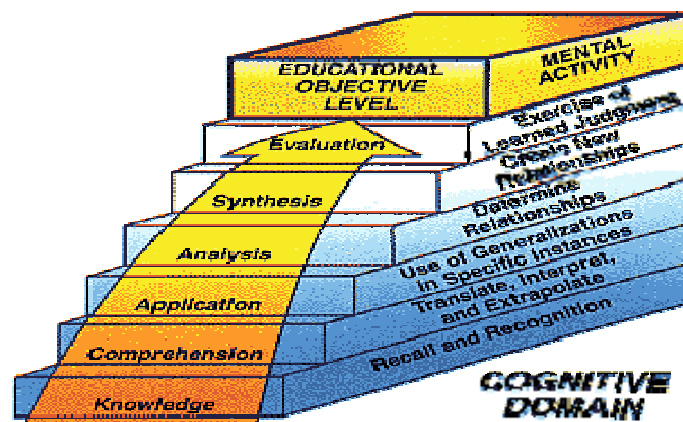 EDUCATIONAL
OBJECTIVE
LEVEL
MENTAL
ACTIVITY
Evaluation
Exercise of
Learned Judgment
Synthesis
Create New
Relationships
Analysis
Determine
Relationships
Application
Use of Generalizations
in Specific Instances
Comprehension
Translate, Interpret,
and Extrapolate
Knowledge
Recall and Recognition
COGNITIVE
DOMAIN